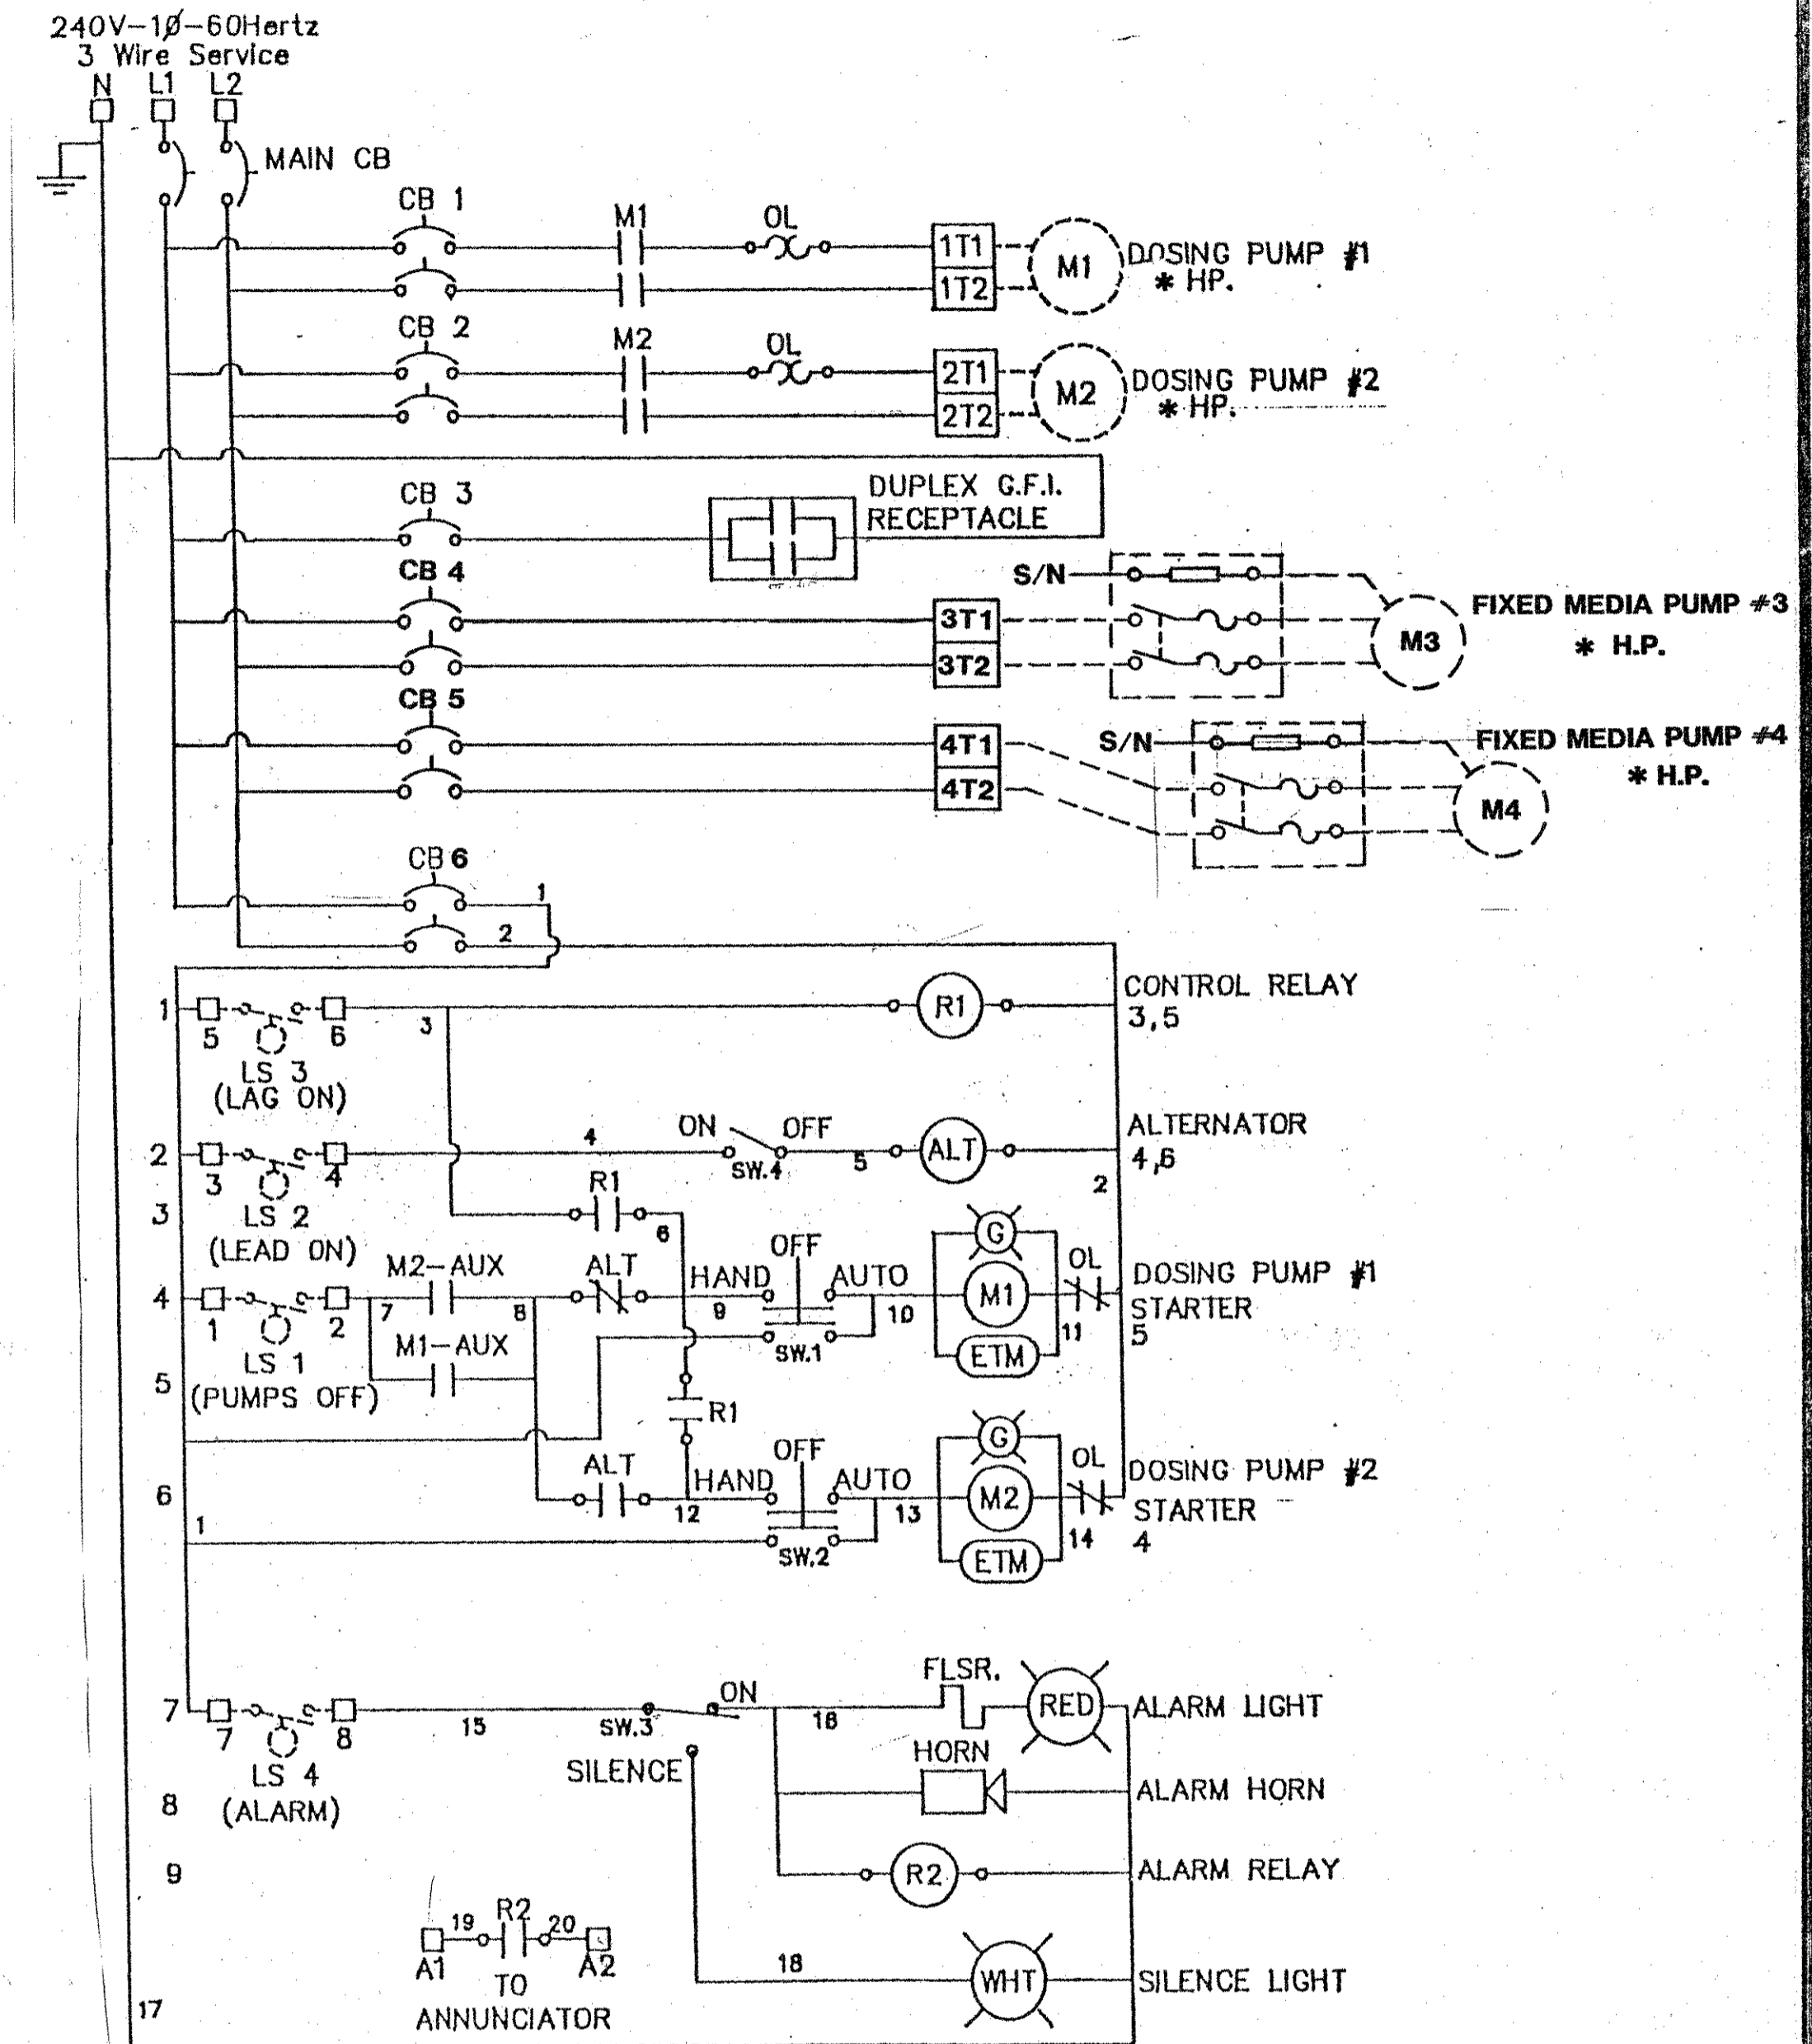 240V-1Ø-60Hertz
3 Wire Service
N L1 L2
MAIN CB
CB 1
M1 OL
1T1
1T2
M1
DOSING PUMP #1
* HP.
CB 2
M2 OL
2T1
2T2
M2
DOSING PUMP #2
* HP.
CB 3
DUPLEX G.F.I.
RECEPTACLE
CB 4
S/N
3T1
3T2
M3
FIXED MEDIA PUMP #3
* H.P.
CB 5
4T1
4T2
S/N
M4
FIXED MEDIA PUMP #4
* H.P.
CB 6
1
2
1 5 6 3 R1
LS 3
(LAG ON)
CONTROL RELAY
3,5
2 3 4 4 ON OFF
SW.4 5 ALT
LS 2
(LEAD ON)
ALTERNATOR
4,6
2
3 R1 6
4 1 2 7 M2-AUX 8 ALT 9 HAND OFF AUTO 10
SW.1
G
M1
ETM
11 OL
DOSING PUMP #1
STARTER
5
LS 1
(PUMPS OFF)
5 M1-AUX
R1
6 ALT 12 HAND OFF AUTO 13
1
SW.2
G
M2
ETM
14 OL
DOSING PUMP #2
STARTER
4
7 7 8 15 SW.3 ON 16 FLSR. RED
ALARM LIGHT
LS 4
(ALARM)
SILENCE
8 HORN
ALARM HORN
9 R2
ALARM RELAY
A1 19 R2 20 A2
TO
ANNUNCIATOR
18 WHT
SILENCE LIGHT
17